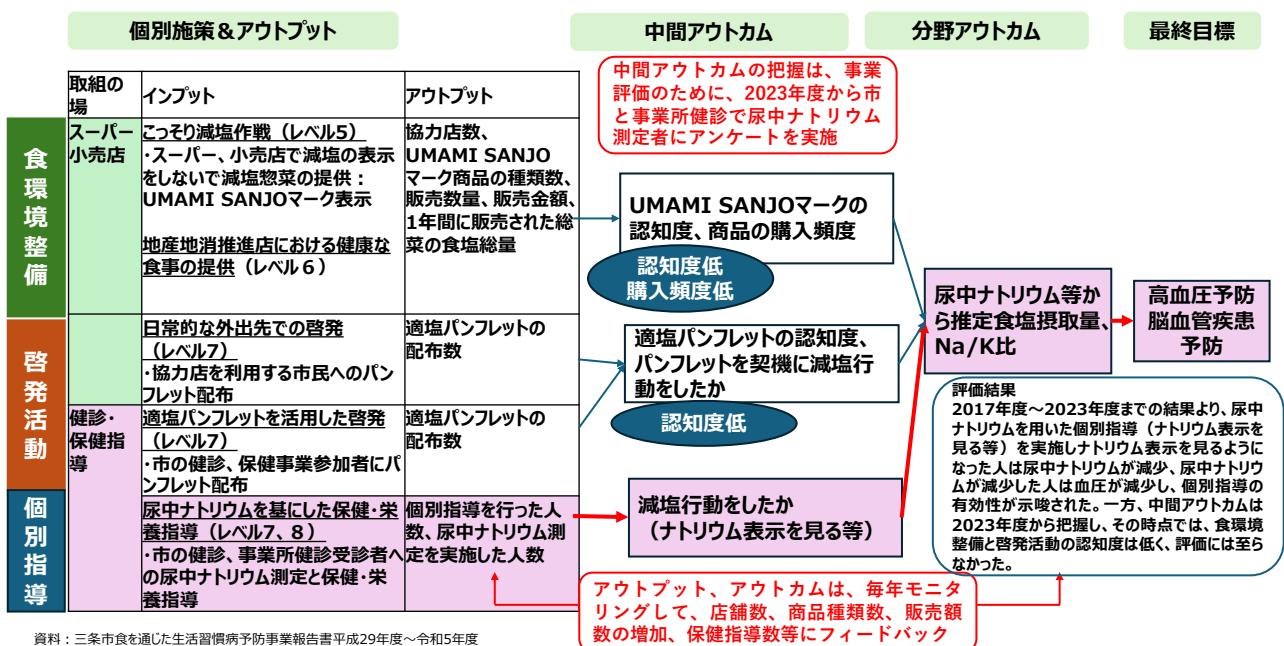 個別施策＆アウトプット
中間アウトカム
分野アウトカム
最終目標
中間アウトカムの把握は、事業
評価のために、2023年度から市
と事業所健診で尿中ナトリウム
測定者にアンケートを実施
取組の
場
インプット
アウトプット
食環境整備
スーパー
小売店
こっそり減塩作戦（レベル5）
・スーパー、小売店で減塩の表示
をしないで減塩惣菜の提供：
UMAMI SANJOマーク表示
地産地消推進店における健康な
食事の提供（レベル６）
協力店数、
UMAMI SANJO
マーク商品の種類数、
販売数量、販売金額、
1年間に販売された総
菜の食塩総量
UMAMI SANJOマークの
認知度、商品の購入頻度
認知度低
購入頻度低
啓発活動
日常的な外出先での啓発
（レベル7）
・協力店を利用する市民へのパン
フレット配布
適塩パンフレットの
配布数
適塩パンフレットの認知度、
パンフレットを契機に減塩行
動をしたか
認知度低
健診・
保健指
導
適塩パンフレットを活用した啓発
（レベル7）
・市の健診、保健事業参加者にパ
ンフレット配布
適塩パンフレットの
配布数
個別指導
尿中ナトリウムを基にした保健・栄
養指導（レベル7、８）
・市の健診、事業所健診受診者へ
の尿中ナトリウム測定と保健・栄
養指導
個別指導を行った人
数、尿中ナトリウム測
定を実施した人数
減塩行動をしたか
（ナトリウム表示を見る等）
尿中ナトリウム等か
ら推定食塩摂取量、
Na/K比
高血圧予防
脳血管疾患
予防
評価結果
2017年度～2023年度までの結果より、尿中
ナトリウムを用いた個別指導（ナトリウム表示を
見る等）を実施しナトリウム表示を見るように
なった人は尿中ナトリウムが減少、尿中ナトリウ
ムが減少した人は血圧が減少し、個別指導の
有効性が示唆された。一方、中間アウトカムは
2023年度から把握し、その時点では、食環境
整備と啓発活動の認知度は低く、評価には至ら
なかった。
アウトプット、アウトカムは、毎年モニタ
リングして、店舗数、商品種類数、販売額
数の増加、保健指導数等にフィードバック
資料：三条市食を通じた生活習慣病予防事業報告書平成29年度～令和5年度